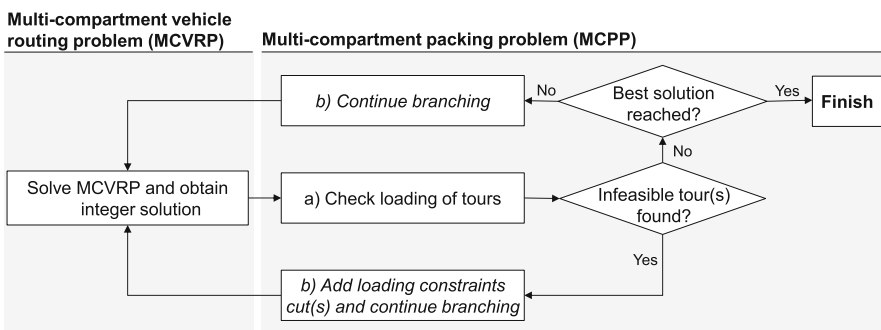 Multi-compartment vehicle
routing problem (MCVRP)
Multi-compartment packing problem (MCPP)
b) Continue branching
No
Best solution
reached?
Yes
Finish
No
Solve MCVRP and obtain
integer solution
a) Check loading of tours
Infeasible tour(s)
found?
Yes
b) Add loading constraints
cut(s) and continue branching